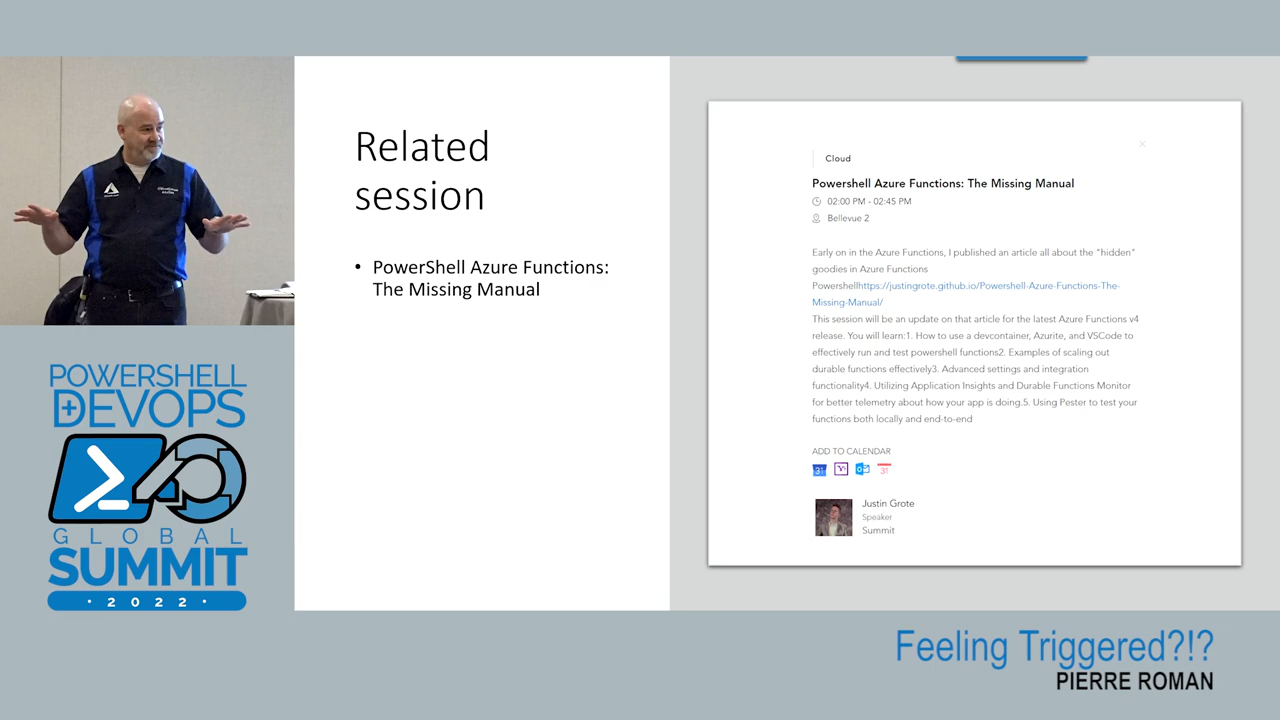 Related
session
• PowerShell Azure Functions:
The Missing Manual
Cloud
Powershell Azure Functions: The Missing Manual
02:00 PM - 02:45 PM
Bellevue 2
Early on in the Azure Functions, I published an article all about the "hidden"
goodies in Azure Functions
Powershellhttps://justingrote.github.io/Powershell-Azure-Functions-The-
Missing-Manual/
This session will be an update on that article for the latest Azure Functions v4
release. You will learn:1. How to use a devcontainer, Azurite, and VSCode to
effectively run and test powershell functions2. Examples of scaling out
durable functions effectively3. Advanced settings and integration
functionality4. Utilizing Application Insights and Durable Functions Monitor
for better telemetry about how your app is doing.5. Using Pester to test your
functions both locally and end-to-end
ADD TO CALENDAR
31
Y!
31
Justin Grote
Speaker
Summit
POWERSHELL
DEVOPS
GLOBAL
SUMMIT
· 2022 ·
Feeling Triggered?!?
PIERRE ROMAN